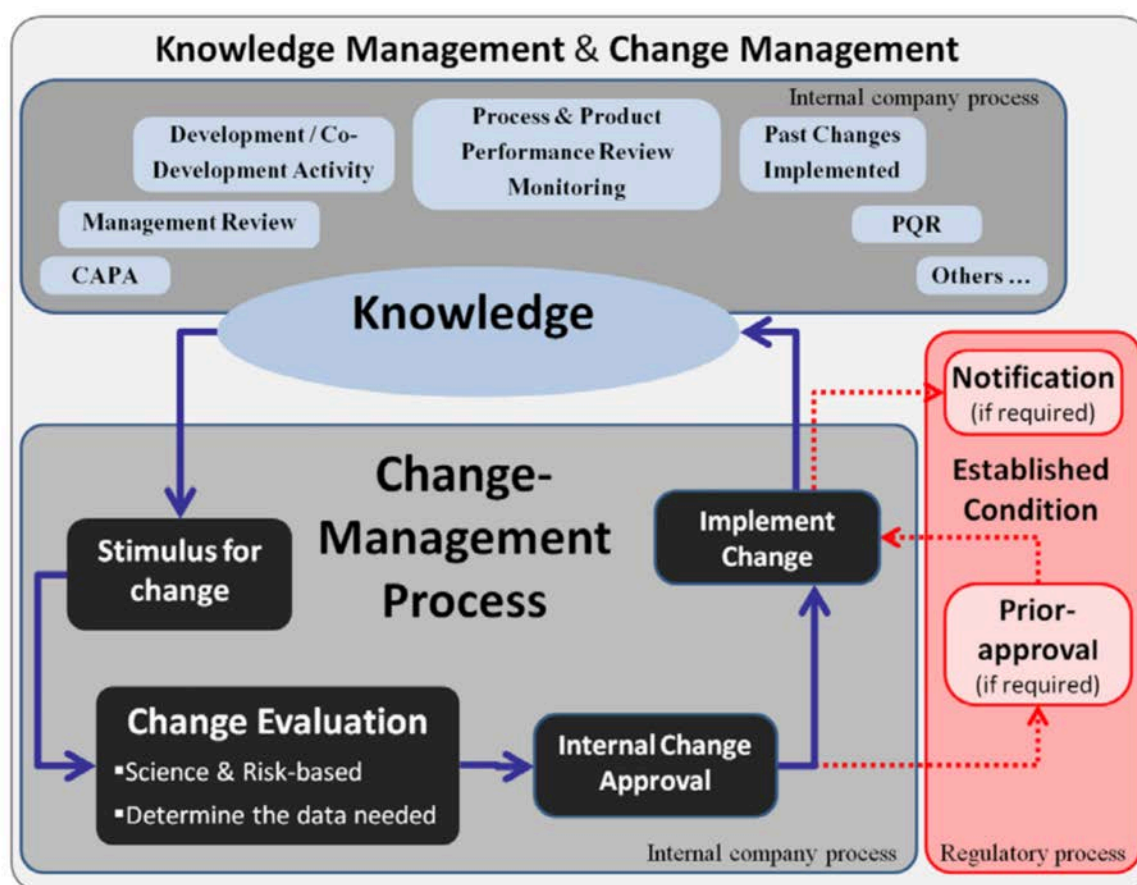 Knowledge Management & Change Management
Internal company process
Development / Co-
Development Activity
Process & Product
Performance Review
Monitoring
Past Changes
Implemented
Management Review
PQR
CAPA
Others ...
Knowledge
Notification
(if required)
Established
Condition
Change-
Management
Process
Stimulus for
change
Implement
Change
Prior-
approval
(if required)
Change Evaluation
▪Science & Risk-based
▪Determine the data needed
Internal Change
Approval
Internal company process
Regulatory process